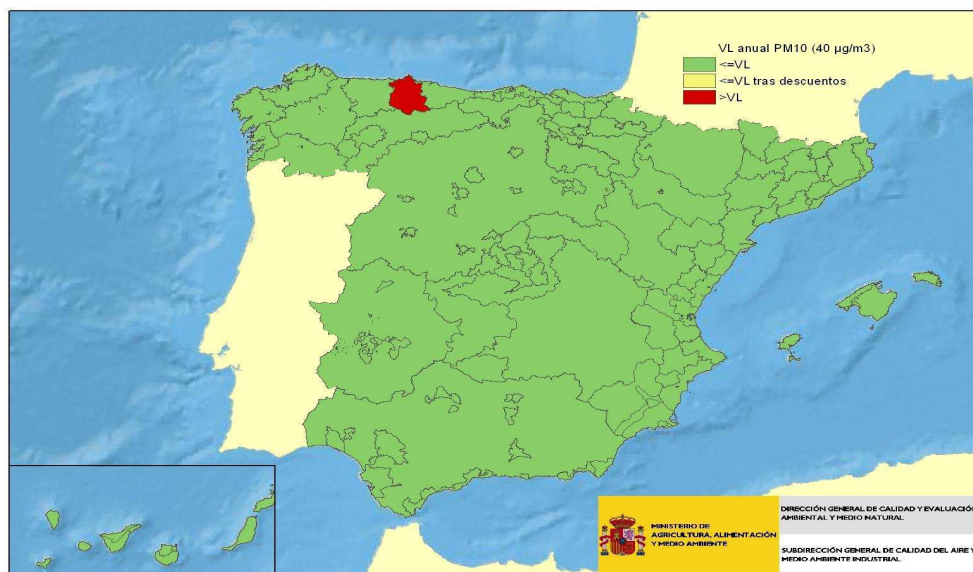 VL anual PM10 (40 µg/m3)
<=VL
<=VL tras descuentos
>VL
MINISTERIO DE
AGRICULTURA, ALIMENTACIÓN
Y MEDIO AMBIENTE
DIRECCIÓN GENERAL DE CALIDAD Y EVALUACIÓN
AMBIENTAL Y MEDIO NATURAL
SUBDIRECCIÓN GENERAL DE CALIDAD DEL AIRE Y
MEDIO AMBIENTE INDUSTRIAL